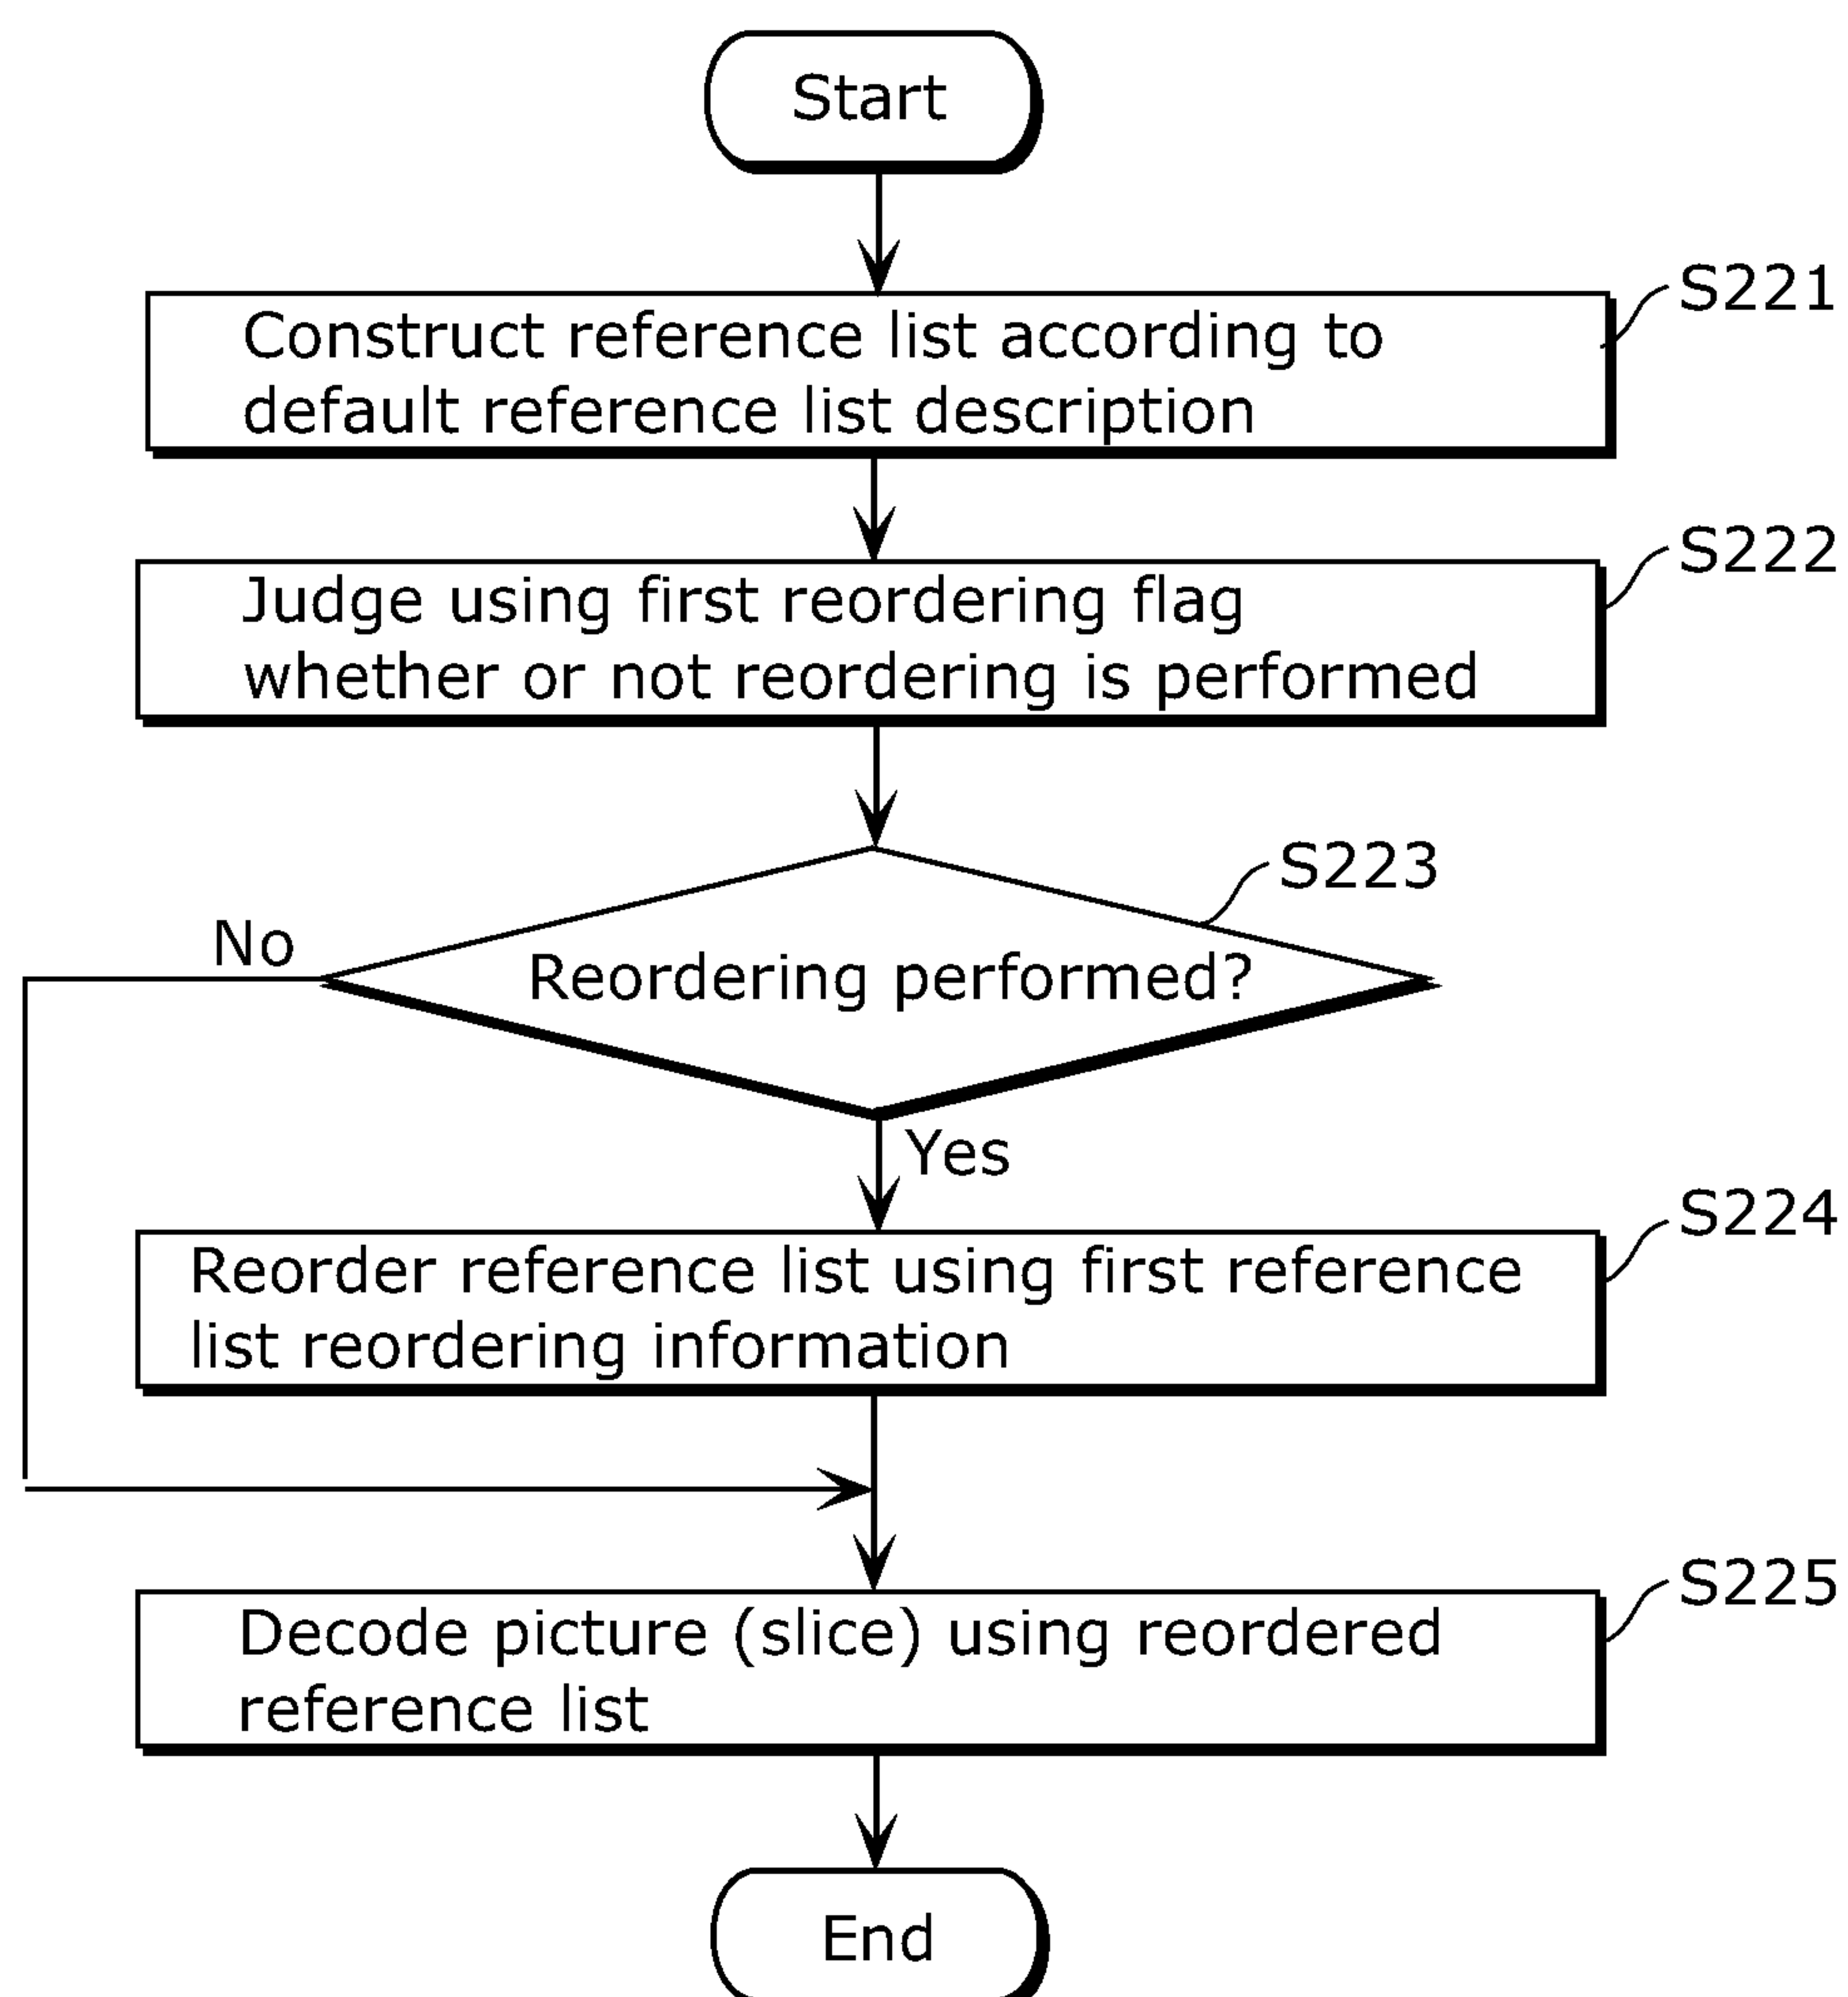 Start
S221
Construct reference list according to
default reference list description
S222
Judge using first reordering flag
whether or not reordering is performed
S223
No
Reordering performed?
Yes
S224
Reorder reference list using first reference
list reordering information
S225
Decode picture (slice) using reordered
reference list
End